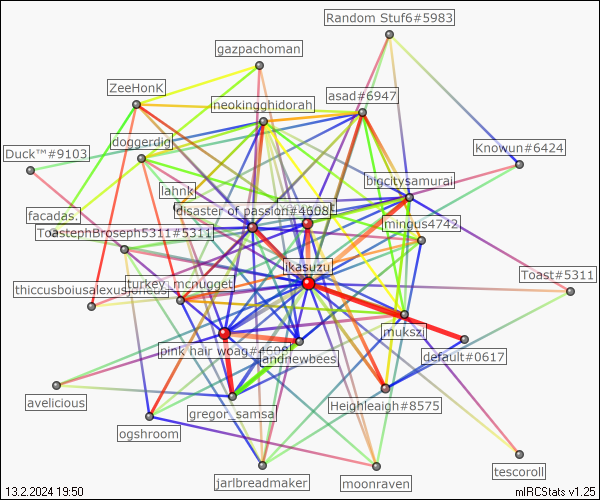 Random Stuf6#5983
gazpachoman
ZeeHonK
asad#6947
neokingghidorah
doggerdig
Knowun#6424
Duck™#9103
bigcitysamurai
lahnk
disaster of passion#4608
facadas.
mingus4742
ToastephBroseph5311#5311
ikasuzu
Toast#5311
turkey_mcnugget
thiccusboiusalexusjoneus
mukszi
pink hair woag#4608
andriewbees
default#0617
avelicious
Heighleaigh#8575
gregor_samsa
ogshroom
tescoroll
jarlbreadmaker
moonraven
13.2.2024 19:50
mIRCStats v1.25